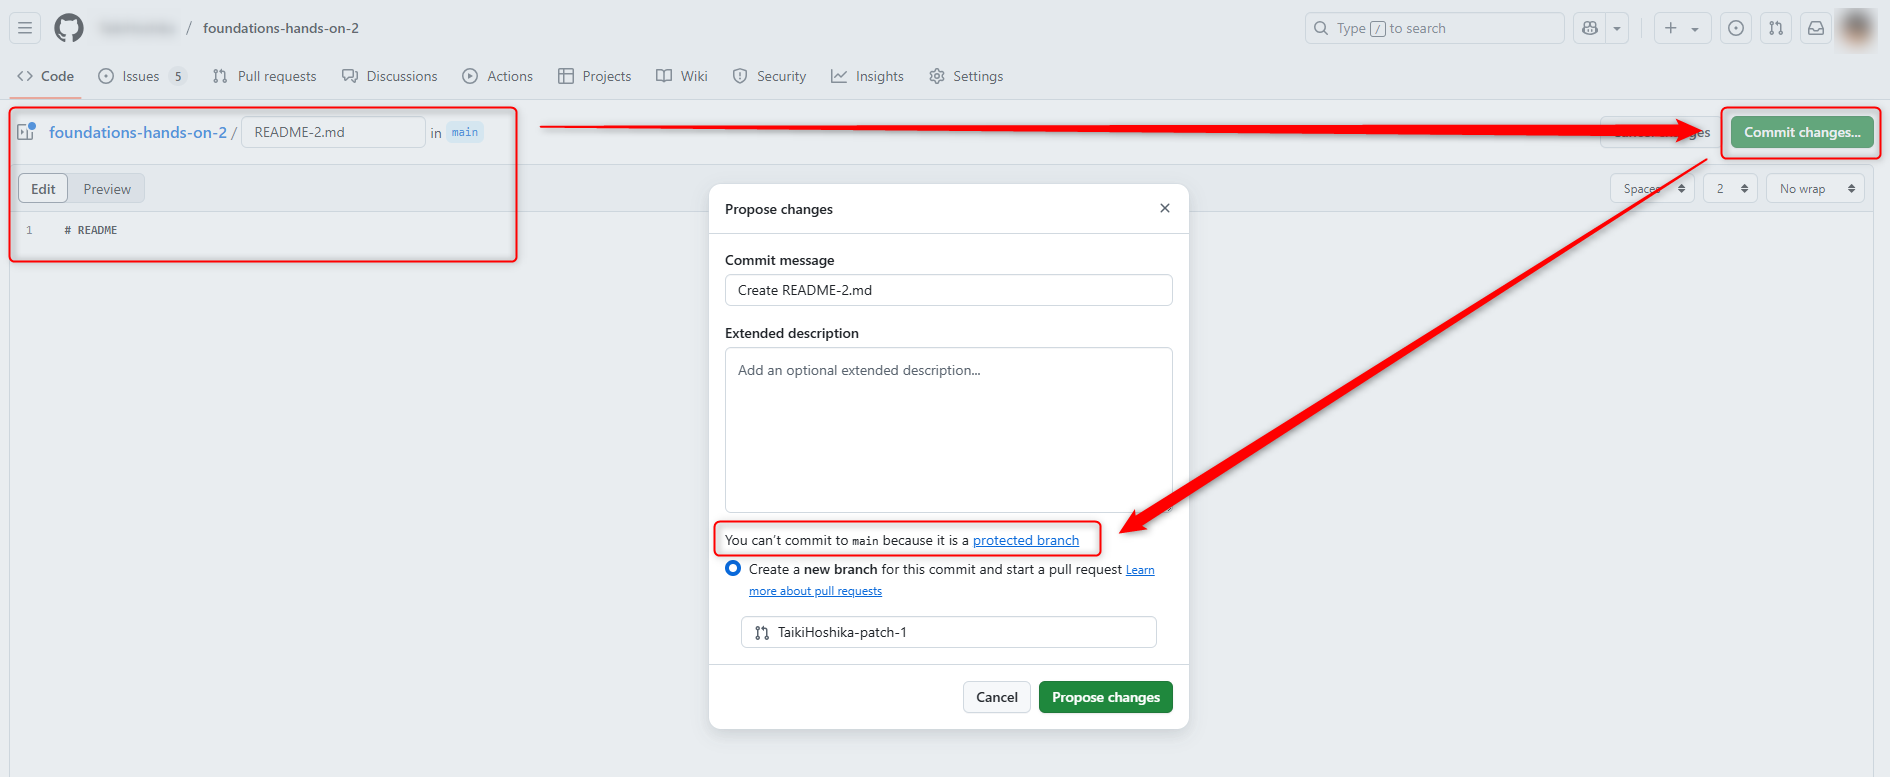 / foundations-hands-on-2
Type / to search
Code
Issues 5
Pull requests
Discussions
Actions
Projects
Wiki
Security
Insights
Settings
foundations-hands-on-2 / README-2.md in main
Commit changes...
Edit Preview
Spaces 2 No wrap
1 # README
Propose changes
Commit message
Create README-2.md
Extended description
Add an optional extended description...
You can't commit to main because it is a protected branch
Create a new branch for this commit and start a pull request Learn
more about pull requests
TaikiHoshika-patch-1
Cancel Propose changes